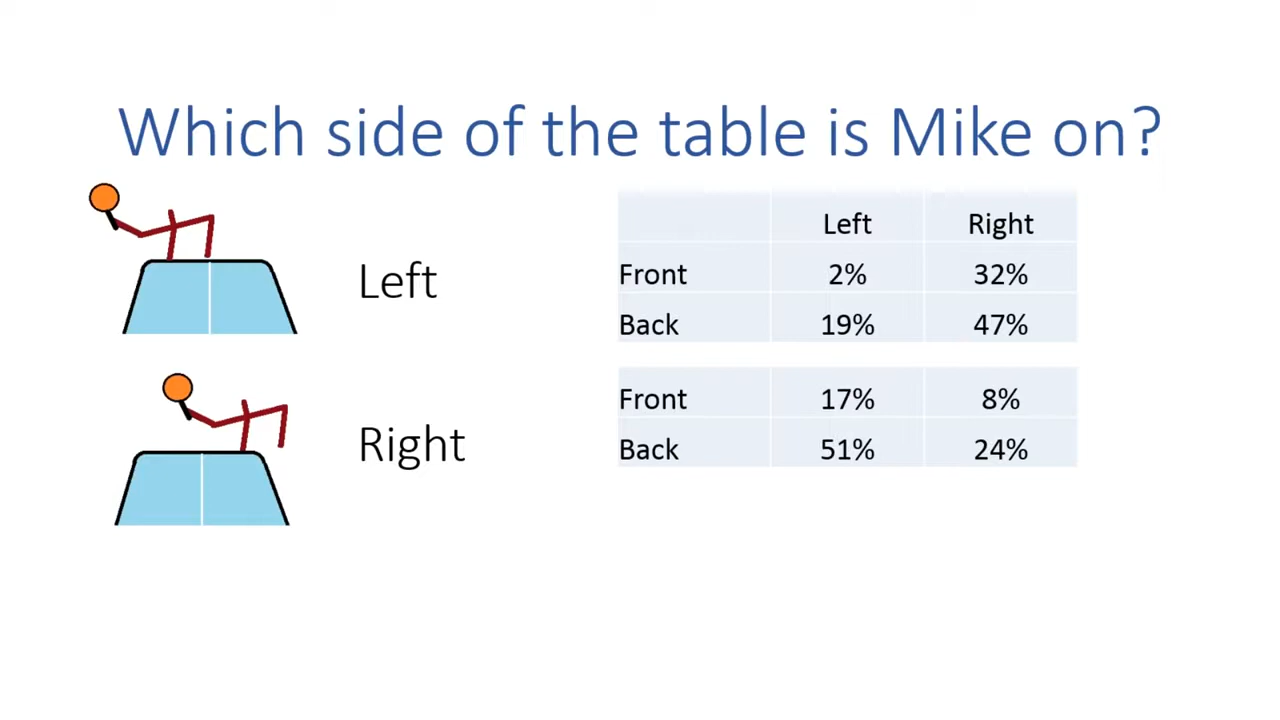 Which side of the table is Mike on?
Left Right
Left
Front 2% 32%
Back 19% 47%
Right
Front 17% 8%
Back 51% 24%